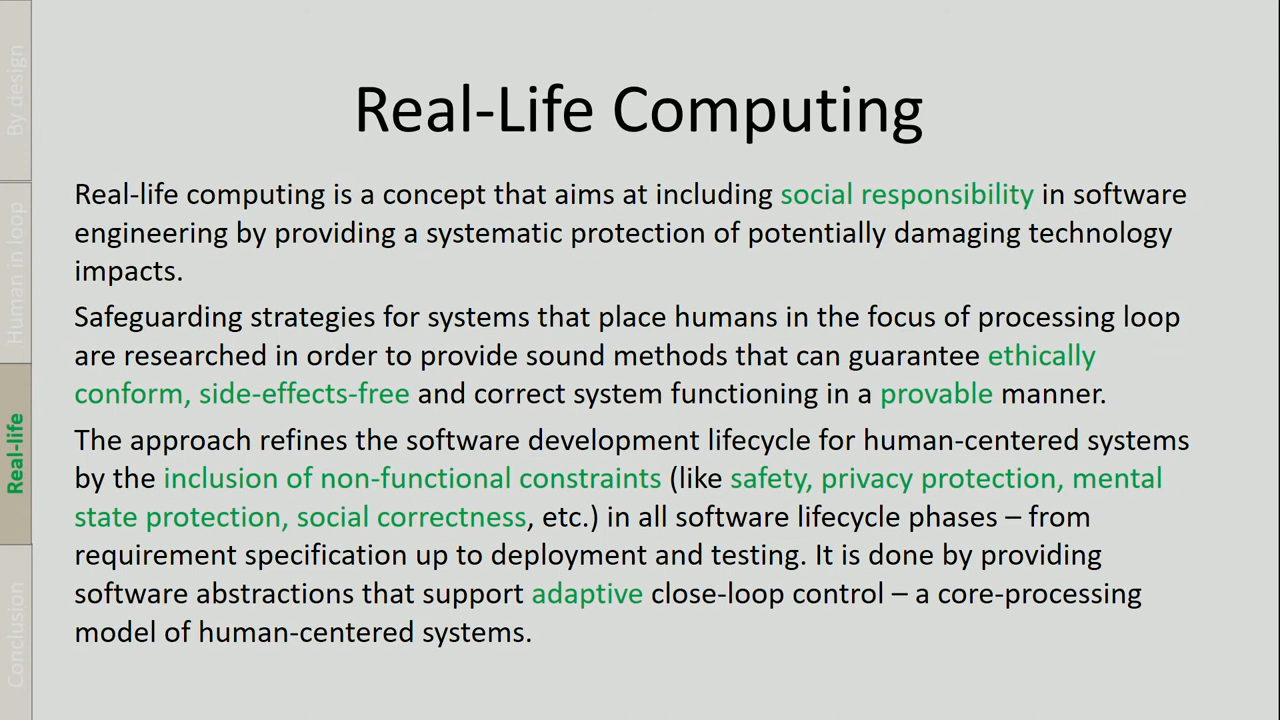 By design
Human in loop
Real-life
Conclusion
Real-Life Computing
Real-life computing is a concept that aims at including social responsibility in software
engineering by providing a systematic protection of potentially damaging technology
impacts.
Safeguarding strategies for systems that place humans in the focus of processing loop
are researched in order to provide sound methods that can guarantee ethically
conform, side-effects-free and correct system functioning in a provable manner.
The approach refines the software development lifecycle for human-centered systems
by the inclusion of non-functional constraints (like safety, privacy protection, mental
state protection, social correctness, etc.) in all software lifecycle phases – from
requirement specification up to deployment and testing. It is done by providing
software abstractions that support adaptive close-loop control – a core-processing
model of human-centered systems.